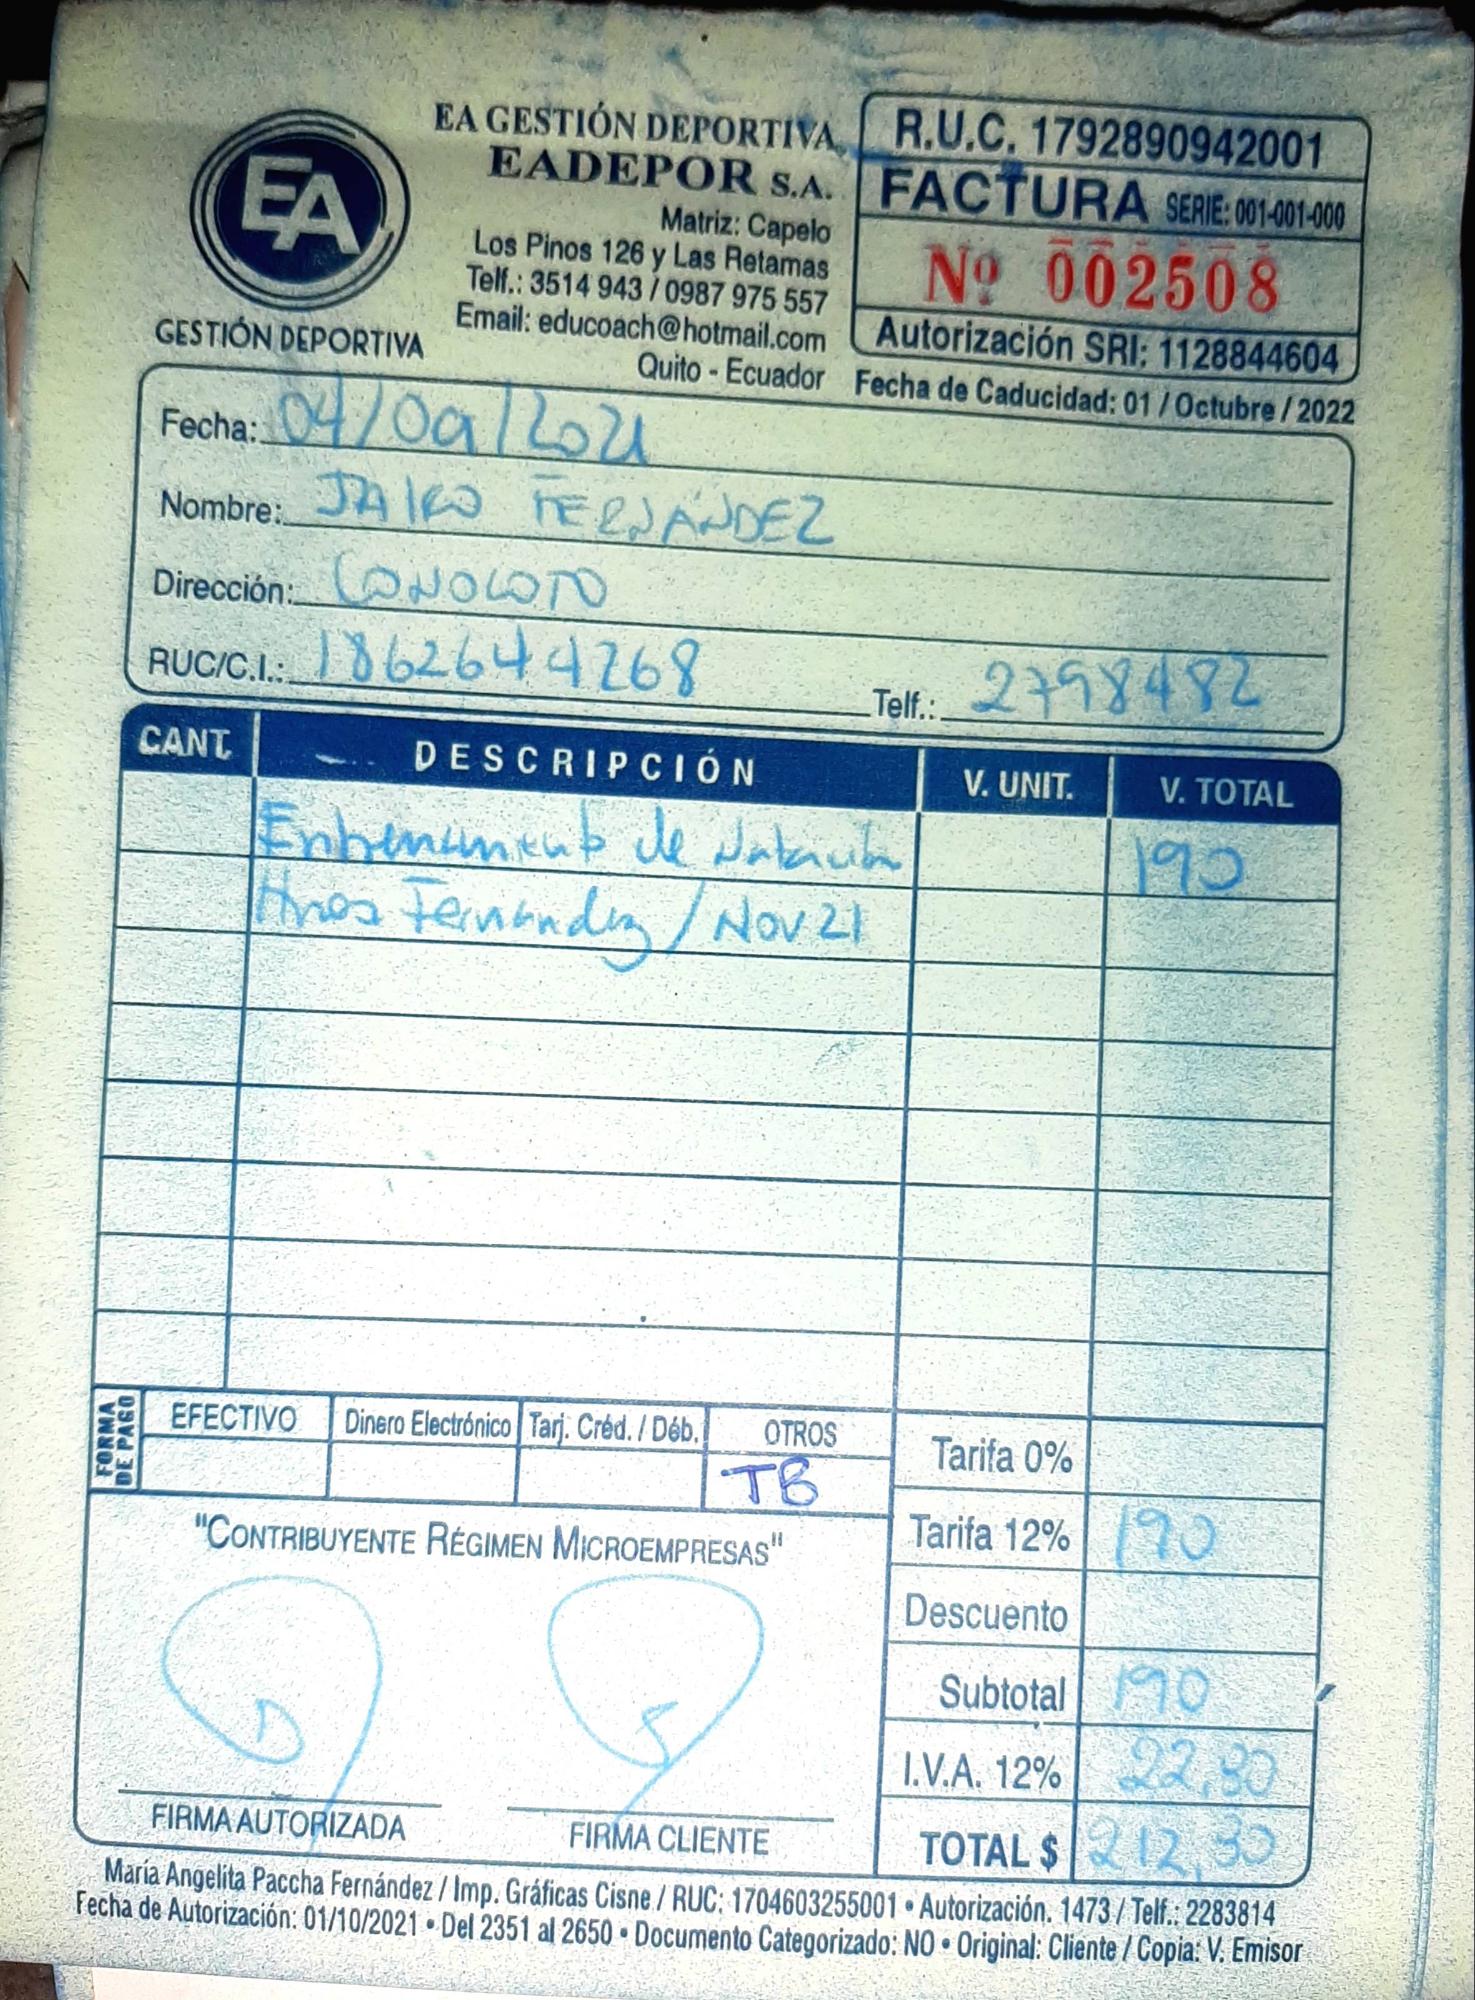 EA
GESTIÓN DEPORTIVA
EA GESTIÓN DEPORTIVA
EADEPOR S.A.
Matriz: Capelo
Los Pinos 126 y Las Retamas
Telf.: 3514 943 / 0987 975 557
Email: educoach@hotmail.com
Quito - Ecuador
R.U.C. 1792890942001
FACTURA SERIE: 001-001-000
Nº 002508
Autorización SRI: 1128844604
Fecha de Caducidad: 01 / Octubre / 2022
Fecha: 04/09/2021
Nombre: JAIRO FERNÁNDEZ
Dirección: CONOCOTO
RUC/C.I.: 1862644268 Telf.: 2798482
CANT. DESCRIPCIÓN V. UNIT. V. TOTAL
Entrenamiento de Natación 190
Hnos Fernández / Nov 21
FORMA DE PAGO
EFECTIVO Dinero Electrónico Tarj. Créd. / Déb. OTROS
TB
Tarifa 0%
Tarifa 12% 190
Descuento
Subtotal 190
I.V.A. 12% 22,80
TOTAL $ 212,80
"CONTRIBUYENTE RÉGIMEN MICROEMPRESAS"
FIRMA AUTORIZADA FIRMA CLIENTE
María Angelita Paccha Fernández / Imp. Gráficas Cisne / RUC: 1704603255001 • Autorización. 1473 / Telf.: 2283814
Fecha de Autorización: 01/10/2021 • Del 2351 al 2650 • Documento Categorizado: NO • Original: Cliente / Copia: V. Emisor